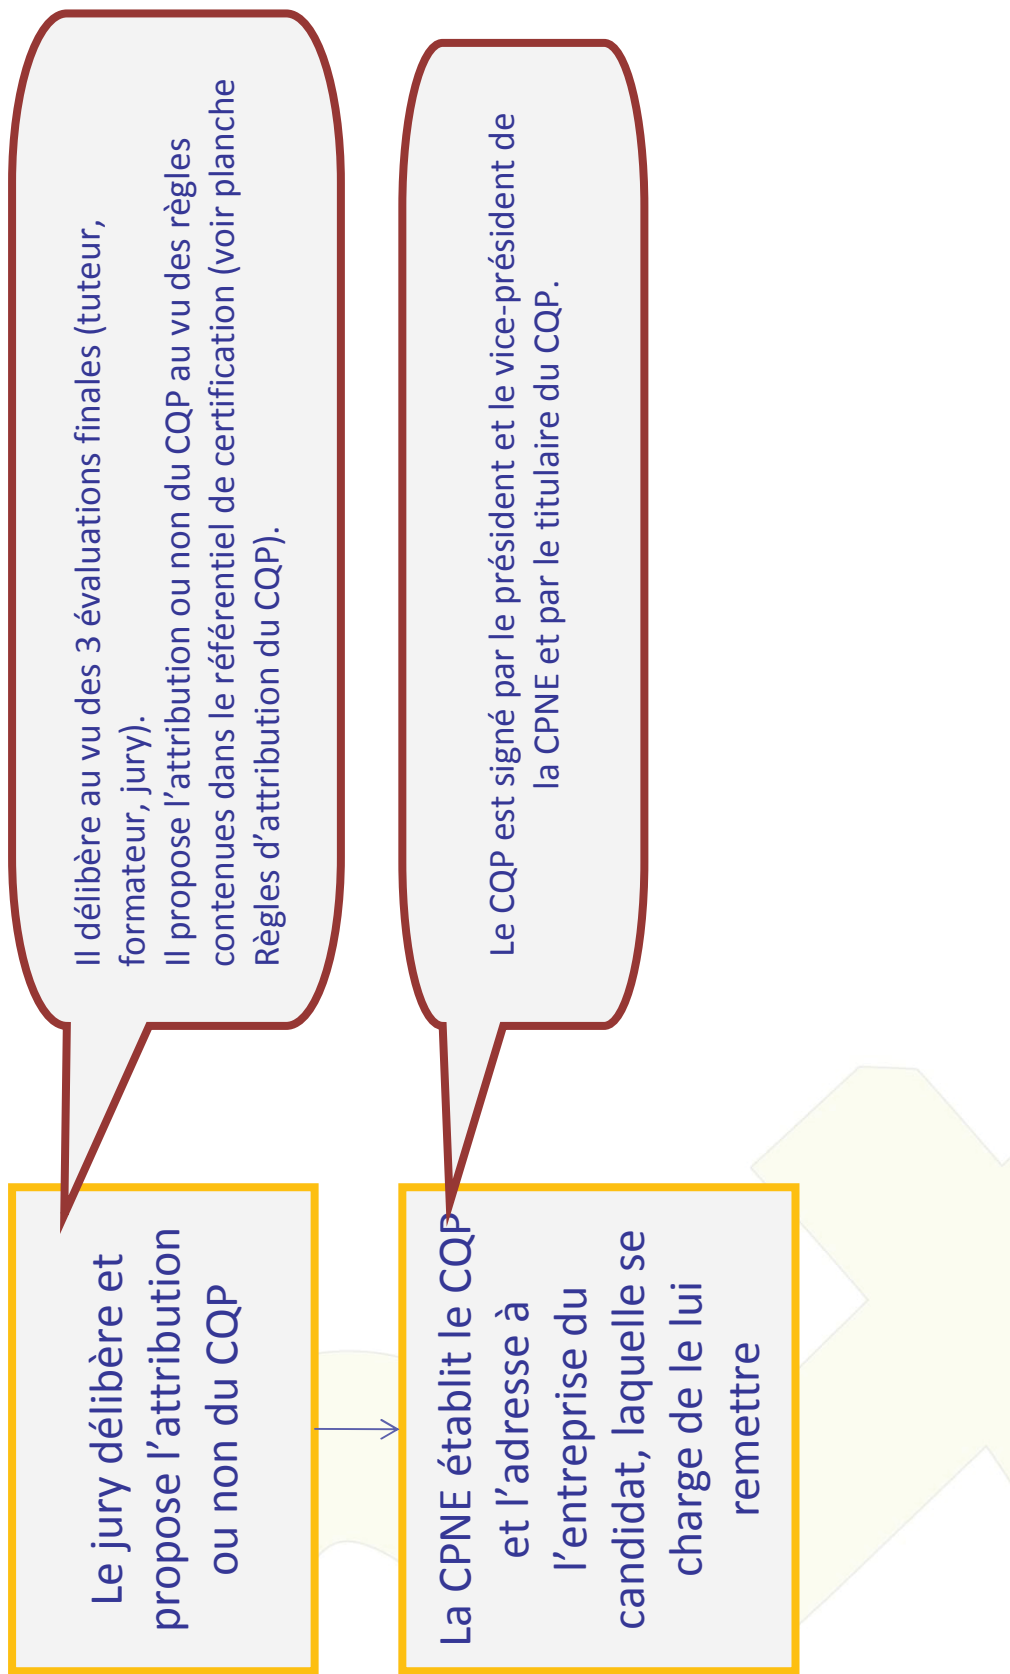 Le jury délibère et
propose l’attribution
ou non du CQP
Il délibère au vu des 3 évaluations finales (tuteur,
formateur, jury).
Il propose l’attribution ou non du CQP au vu des règles
contenues dans le référentiel de certification (voir planche
Règles d’attribution du CQP).
La CPNE établit le CQP
et l’adresse à
l’entreprise du
candidat, laquelle se
charge de le lui
remettre
Le CQP est signé par le président et le vice-président de
la CPNE et par le titulaire du CQP.